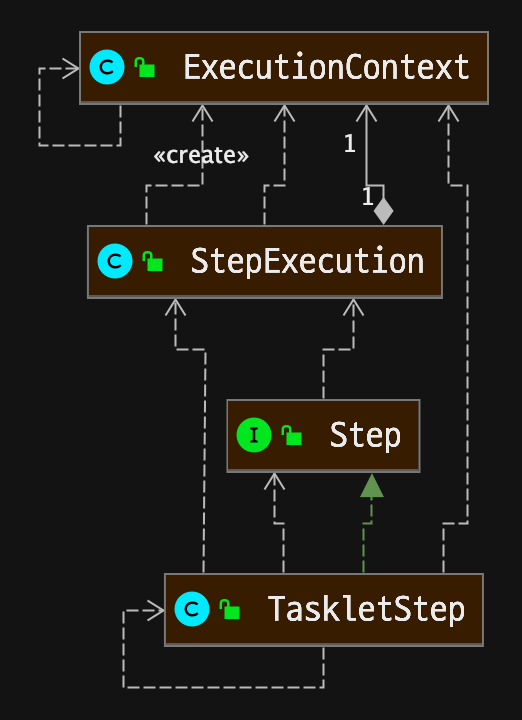 C ExecutionContext
«create»
1
1
C StepExecution
I Step
C TaskletStep